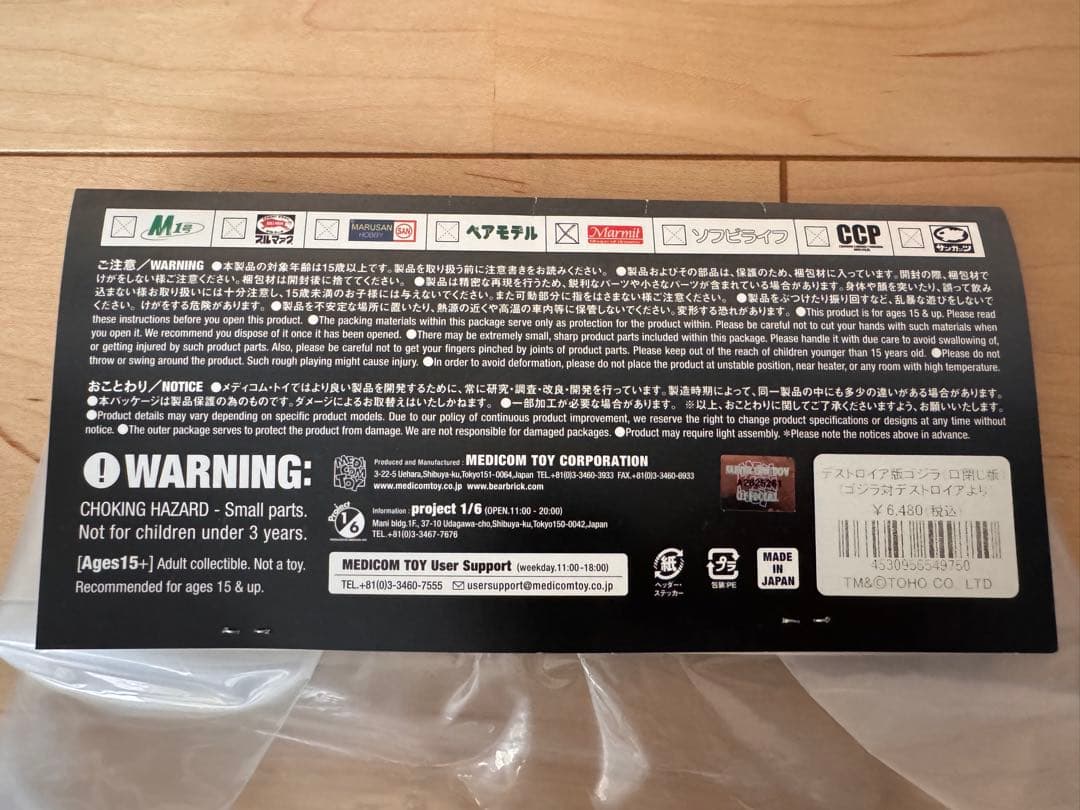 M1号 ブルマァク MARUSAN HOBBY SAN ベアモデル Marmit ソフビライフ CCP サンガッツ
ご注意/WARNING ●本製品の対象年齢は15歳以上です。製品を取り扱う前に注意書きをお読みください。 ●製品およびその部品は、保護のため、梱包材に入っています。開封の際、梱包材で
けがをしない様ご注意ください。梱包材は開封後に捨ててください。 ●製品は精密な再現を行うため、鋭利なパーツや小さなパーツが含まれている場合があります。身体や顔を突いたり、誤って飲み
込まない様お取り扱いには十分注意し、15歳未満のお子様には与えないでください。また可動部分に指をはさまない様ご注意ください。 ●製品をぶつけたり振り回すなど、乱暴な遊びをしないで
ください。けがをする危険があります。 ●製品を不安定な場所に置いたり、熱源の近くや高温の車内等に保管しないでください。変形する恐れがあります。 ●This product is for ages 15 & up. Please read
these instructions before you open this product. ●The packing materials within this package serve only as protection for the product within. Please be careful not to cut your hands with such materials when
you open it. We recommend you dispose of it once it has been opened. ●There may be extremely small, sharp product parts included within this package. Please handle it with due care to avoid swallowing of,
or getting injured by such product parts. Also, please be careful not to get your fingers pinched by joints of product parts. Please keep out of the reach of children younger than 15 years old. ●Please do not
throw or swing around the product. Such rough playing might cause injury. ●In order to avoid deformation, please do not place the product at unstable position, near heater, or any room with high temperature.
おことわり/NOTICE ●メディコム・トイではより良い製品を開発するために、常に研究・調査・改良・開発を行っています。製造時期によって、同一製品の中にも多少の違いがある場合があります。
●本パッケージは製品保護の為のものです。ダメージによるお取替えはいたしかねます。 ●一部加工が必要な場合があります。 ※以上、おことわりに関してご了承くださいますよう、お願いいたします。
●Product details may vary depending on specific product models. Due to our policy of continuous product improvement, we reserve the right to change product specifications or designs at any time without
notice. ●The outer package serves to protect the product from damage. We are not responsible for damaged packages. ●Product may require light assembly. *Please note the notices above in advance.
WARNING:
CHOKING HAZARD - Small parts.
Not for children under 3 years.
[Ages15+] Adult collectible. Not a toy.
Recommended for ages 15 & up.
MEDICOM TOY
Produced and Manufactured : MEDICOM TOY CORPORATION
3-22-5 Uehara,Shibuya-ku,Tokyo151-0064,Japan TEL.+81(0)3-3460-3933 FAX.+81(0)3-3460-6933
www.medicomtoy.co.jp www.bearbrick.com
Project 1/6
Information : project 1/6 (OPEN.11:00 - 20:00)
Mani bldg.1F., 37-10 Udagawa-cho,Shibuya-ku,Tokyo150-0042,Japan
TEL.+81(0)3-3467-7676
MEDICOM TOY User Support (weekday.11:00-18:00)
TEL.+81(0)3-3460-7555 usersupport@medicomtoy.co.jp
紙
ヘッダー・
ステッカー
プラ
包装:PE
MADE
IN
JAPAN
A2625261
OFFICIAL
デストロイア版ゴジラ(口閉じ版)
(ゴジラ対デストロイアより
￥6,480(税込)
4530956549750
TM&©TOHO CO., LTD